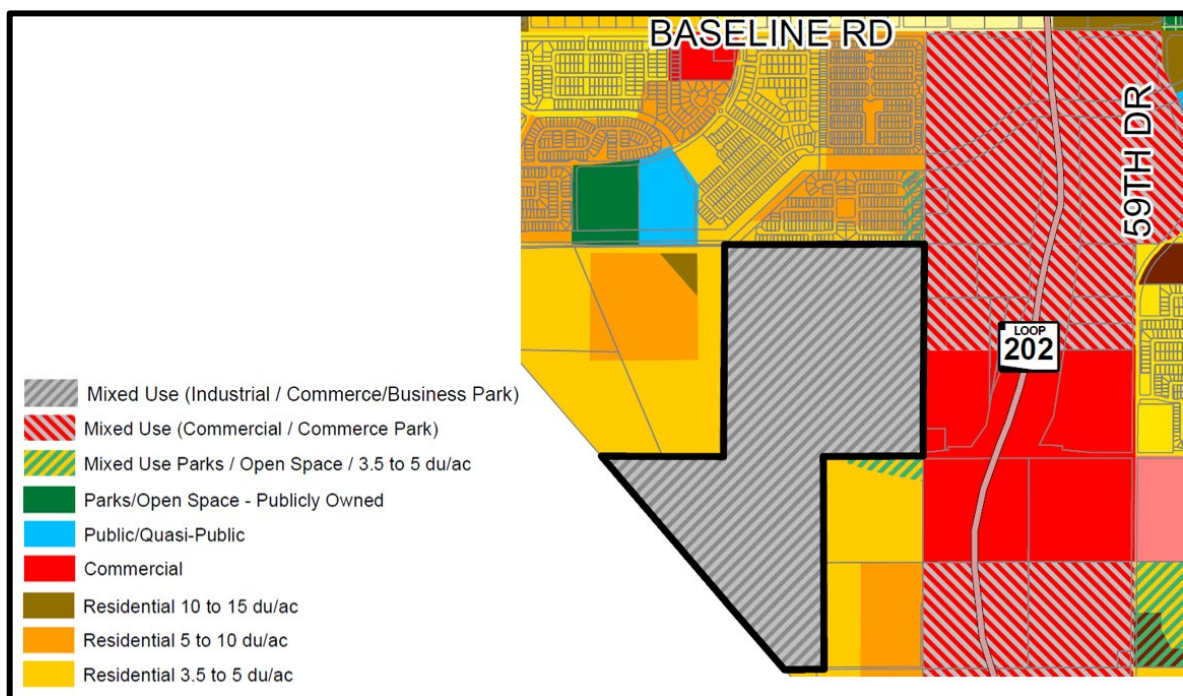 BASELINE RD
59TH DR
LOOP
202
Mixed Use (Industrial / Commerce/Business Park)
Mixed Use (Commercial / Commerce Park)
Mixed Use Parks / Open Space / 3.5 to 5 du/ac
Parks/Open Space - Publicly Owned
Public/Quasi-Public
Commercial
Residential 10 to 15 du/ac
Residential 5 to 10 du/ac
Residential 3.5 to 5 du/ac